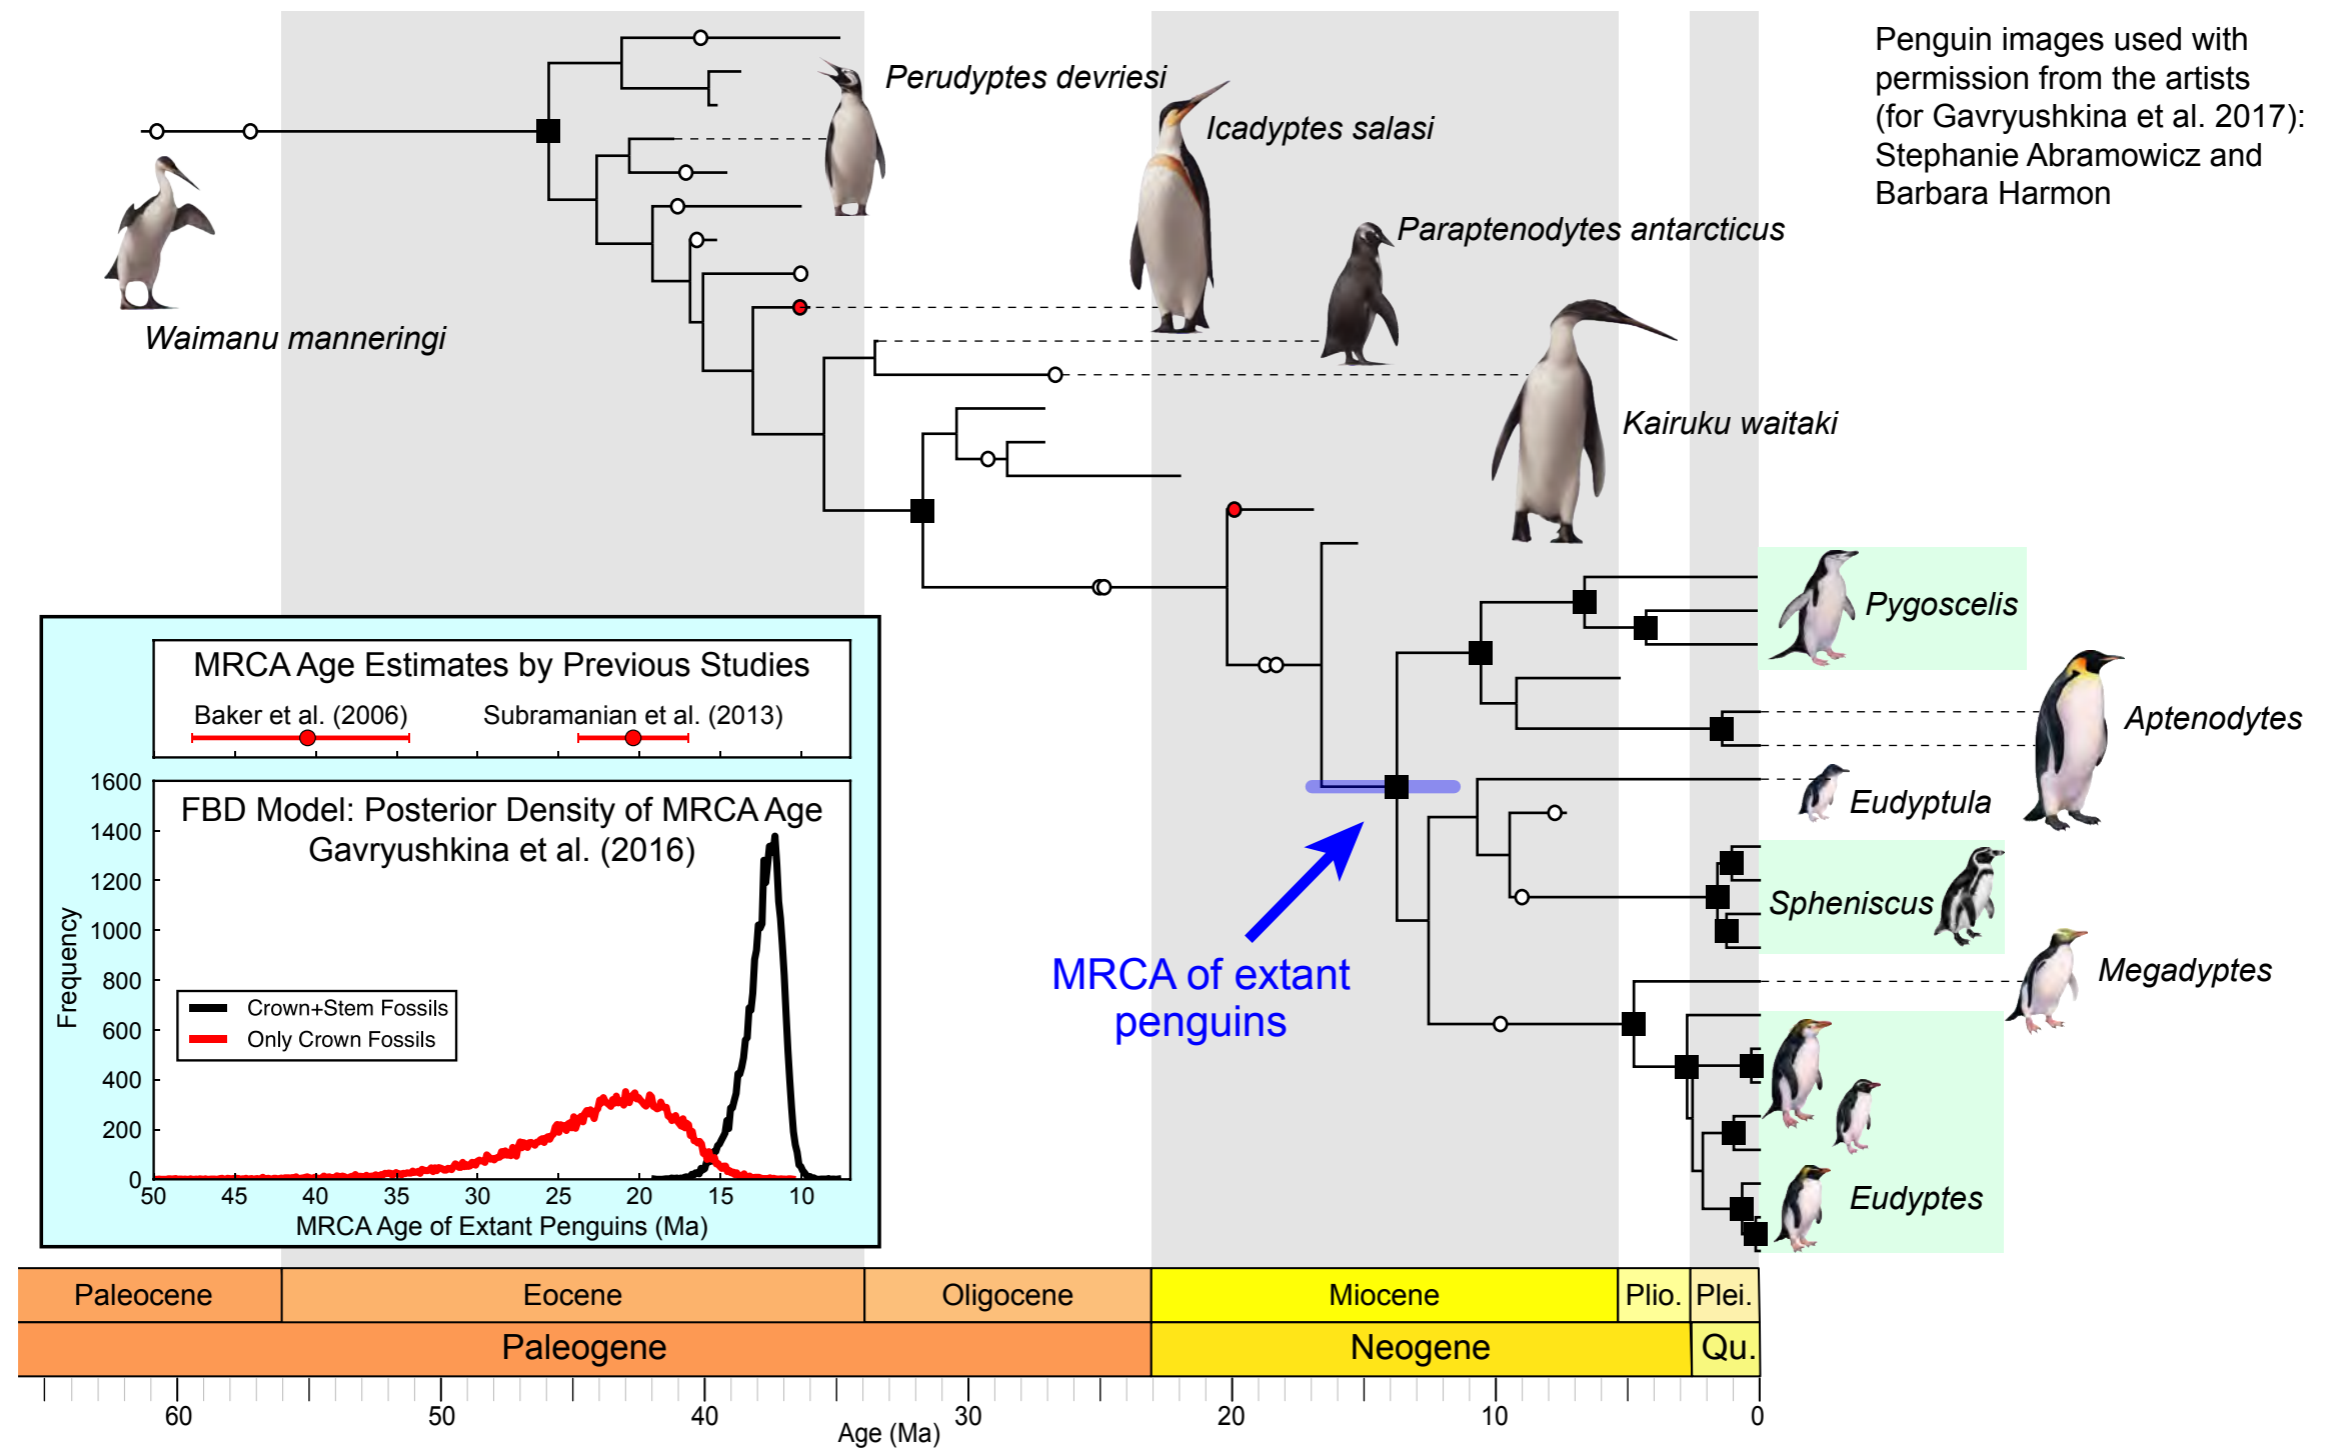 Penguin images used with
permission from the artists
(for Gavryushkina et al. 2017):
Stephanie Abramowicz and
Barbara Harmon
Perudyptes devriesi
Icadyptes salasi
Paraptenodytes antarcticus
Waimanu manneringi
Kairuku waitaki
Pygoscelis
Aptenodytes
Eudyptula
Spheniscus
Megadyptes
Eudyptes
MRCA of extant
penguins
MRCA Age Estimates by Previous Studies
Baker et al. (2006) Subramanian et al. (2013)
FBD Model: Posterior Density of MRCA Age
Gavryushkina et al. (2016)
1600
1400
1200
1000
800
600
400
200
0
Frequency
Crown+Stem Fossils
Only Crown Fossils
50 45 40 35 30 25 20 15 10
MRCA Age of Extant Penguins (Ma)
Paleocene Eocene Oligocene Miocene Plio. Plei.
Paleogene Neogene Qu.
60 50 40 30 20 10 0
Age (Ma)